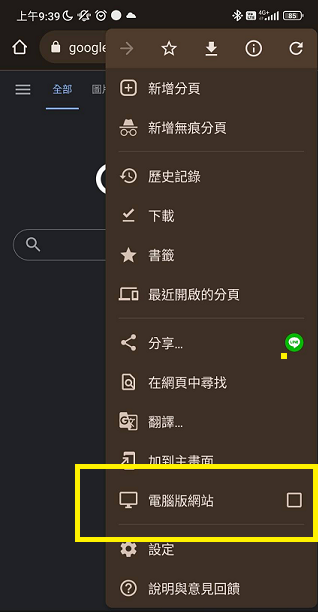 上午9:39
4G+
85
google
全部
圖片
新增分頁
新增無痕分頁
歷史記錄
下載
書籤
最近開啟的分頁
分享...
LINE
在網頁中尋找
翻譯...
加到主畫面
電腦版網站
設定
說明與意見回饋